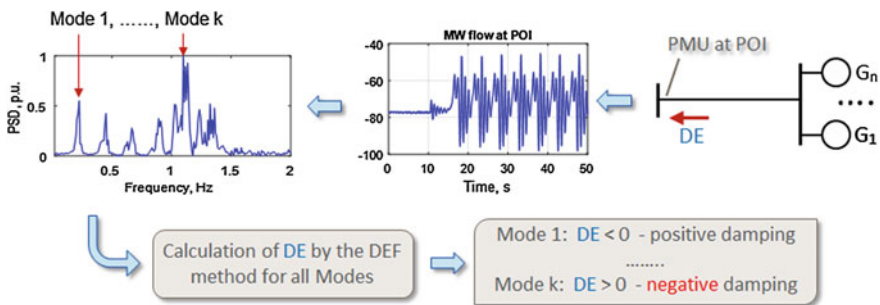 Mode 1, ……, Mode k
PSD, p.u.
1
0.5
0
0.5
1
1.5
2
Frequency, Hz
MW flow at POI
-40
-60
-80
-100
0
10
20
30
40
50
Time, s
PMU at POI
DE
Gn
....
G1
Calculation of DE by the DEF
method for all Modes
Mode 1: DE < 0 - positive damping
........
Mode k: DE > 0 - negative damping